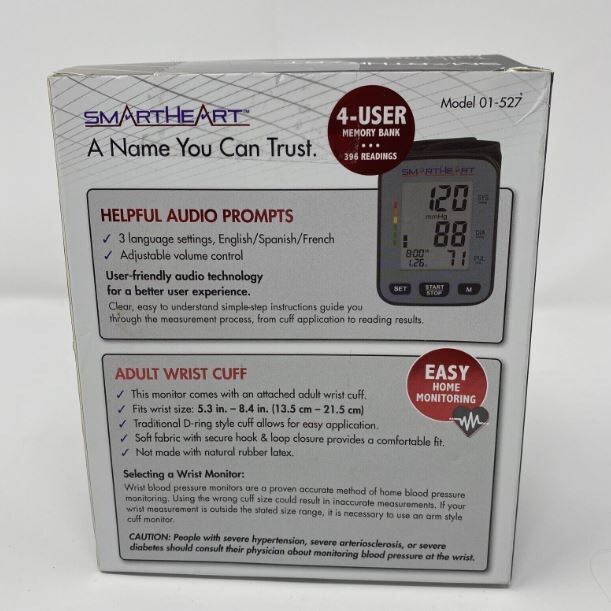 SMARTHEART™
A Name You Can Trust.
4-USER
MEMORY BANK
• • •
396 READINGS
Model 01-527
SMARTHEART
120
SYS
mmHg
88
DIA
8:00
1.26.
71
PUL
SET
START
STOP
M
HELPFUL AUDIO PROMPTS
✓ 3 language settings, English/Spanish/French
✓ Adjustable volume control
User-friendly audio technology
for a better user experience.
Clear, easy to understand simple-step instructions guide you
through the measurement process, from cuff application to reading results.
ADULT WRIST CUFF
EASY
HOME
MONITORING
✓ This monitor comes with an attached adult wrist cuff.
✓ Fits wrist size: 5.3 in. – 8.4 in. (13.5 cm – 21.5 cm)
✓ Traditional D-ring style cuff allows for easy application.
✓ Soft fabric with secure hook & loop closure provides a comfortable fit.
✓ Not made with natural rubber latex.
Selecting a Wrist Monitor:
Wrist blood pressure monitors are a proven accurate method of home blood pressure
monitoring. Using the wrong cuff size could result in inaccurate measurements. If your
wrist measurement is outside the stated size range, it is necessary to use an arm style
cuff monitor.
CAUTION: People with severe hypertension, severe arteriosclerosis, or severe
diabetes should consult their physician about monitoring blood pressure at the wrist.